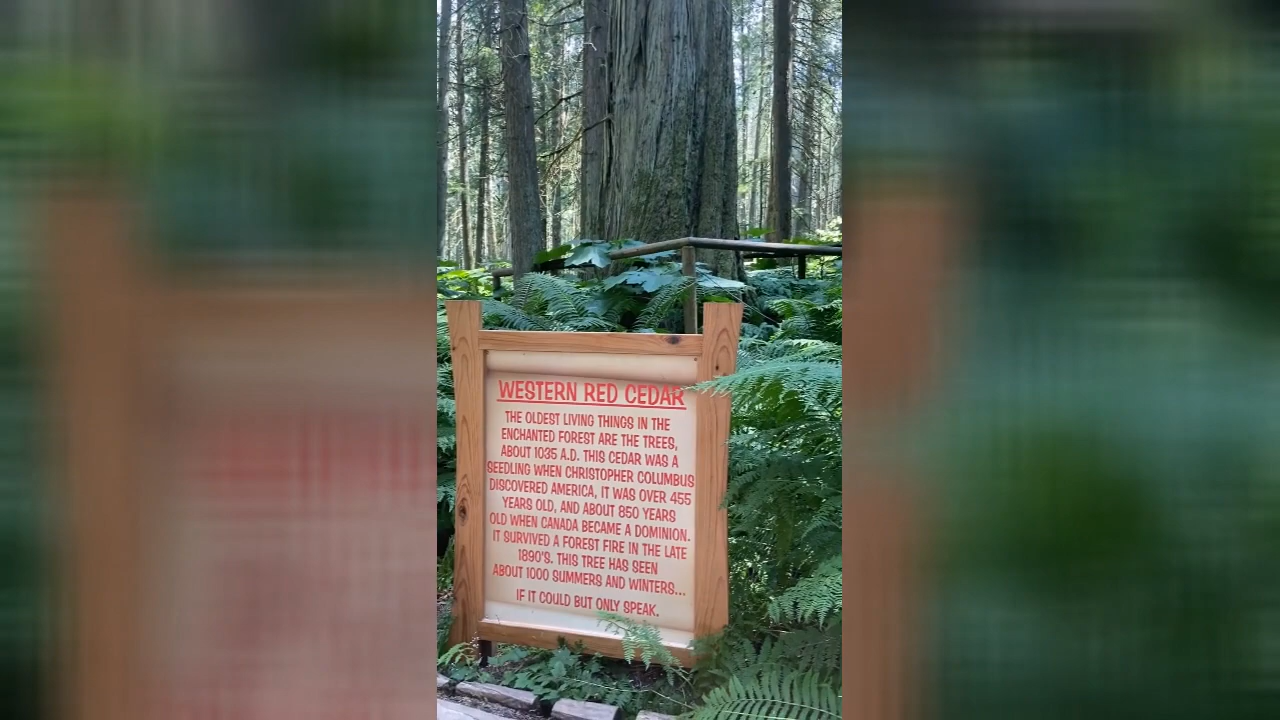 WESTERN RED CEDAR
THE OLDEST LIVING THINGS IN THE
ENCHANTED FOREST ARE THE TREES,
ABOUT 1035 A.D. THIS CEDAR WAS A
SEEDLING WHEN CHRISTOPHER COLUMBUS
DISCOVERED AMERICA, IT WAS OVER 455
YEARS OLD, AND ABOUT 850 YEARS
OLD WHEN CANADA BECAME A DOMINION.
IT SURVIVED A FOREST FIRE IN THE LATE
1890'S. THIS TREE HAS SEEN
ABOUT 1000 SUMMERS AND WINTERS...
IF IT COULD BUT ONLY SPEAK.